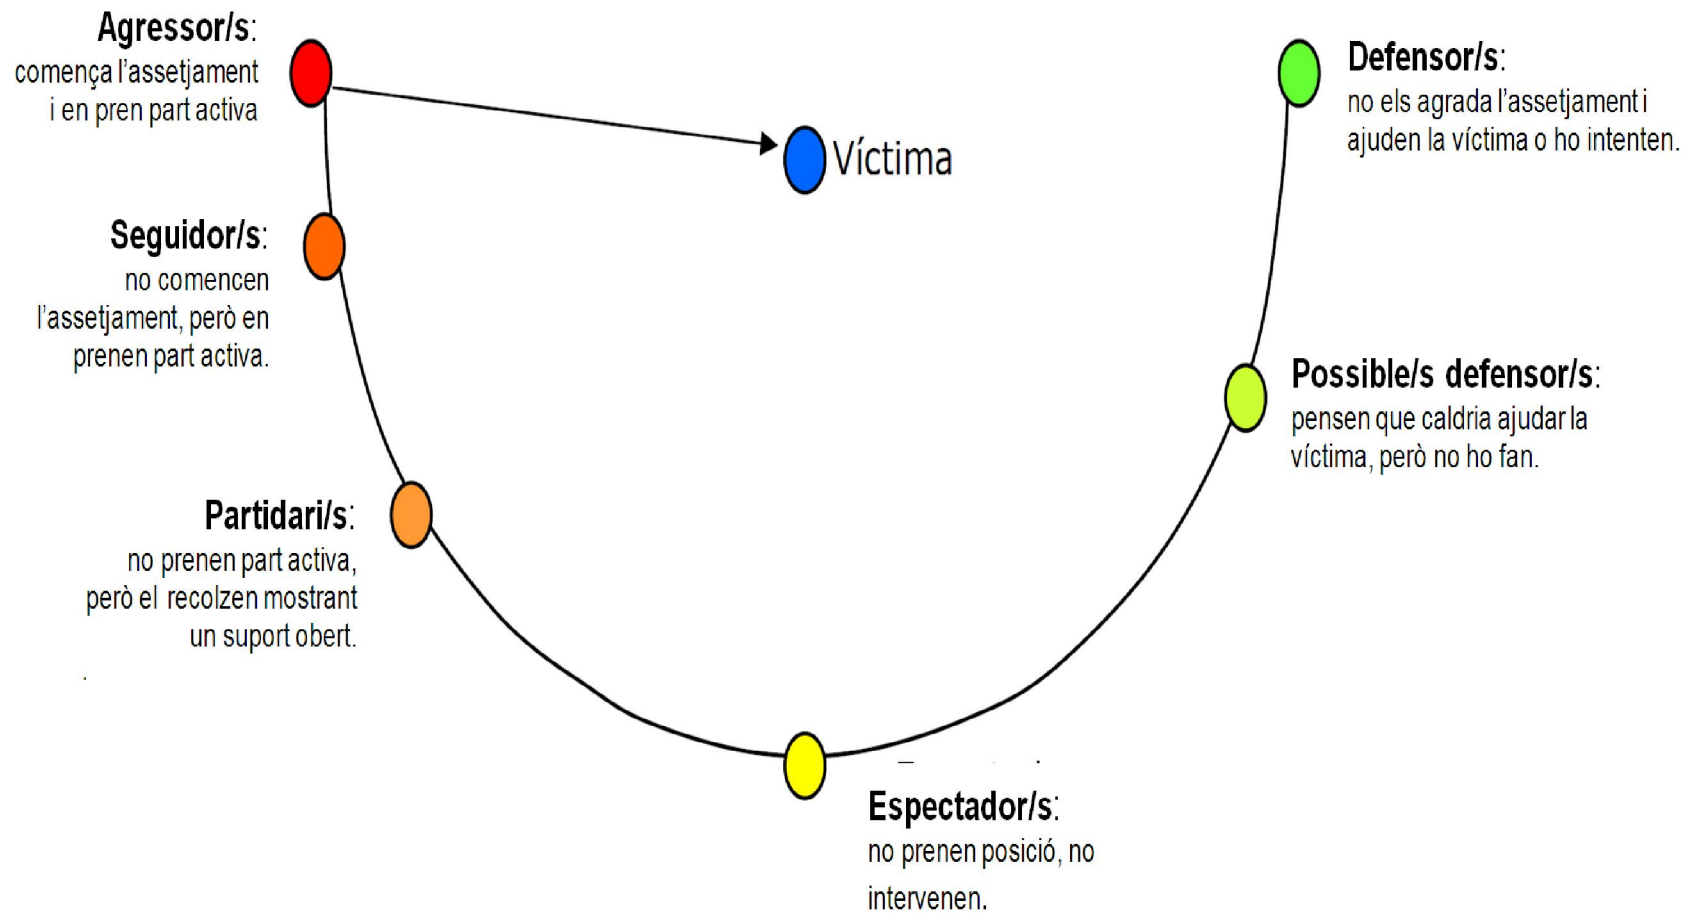 Agressor/s:
comença l'assetjament
i en pren part activa
Víctima
Defensor/s:
no els agrada l'assetjament i
ajuden la víctima o ho intenten.
Seguidor/s:
no comencen
l'assetjament, però en
prenen part activa.
Possible/s defensor/s:
pensen que caldria ajudar la
víctima, però no ho fan.
Partidari/s:
no prenen part activa,
però el recolzen mostrant
un suport obert.
.
Espectador/s:
no prenen posició, no
intervenen.